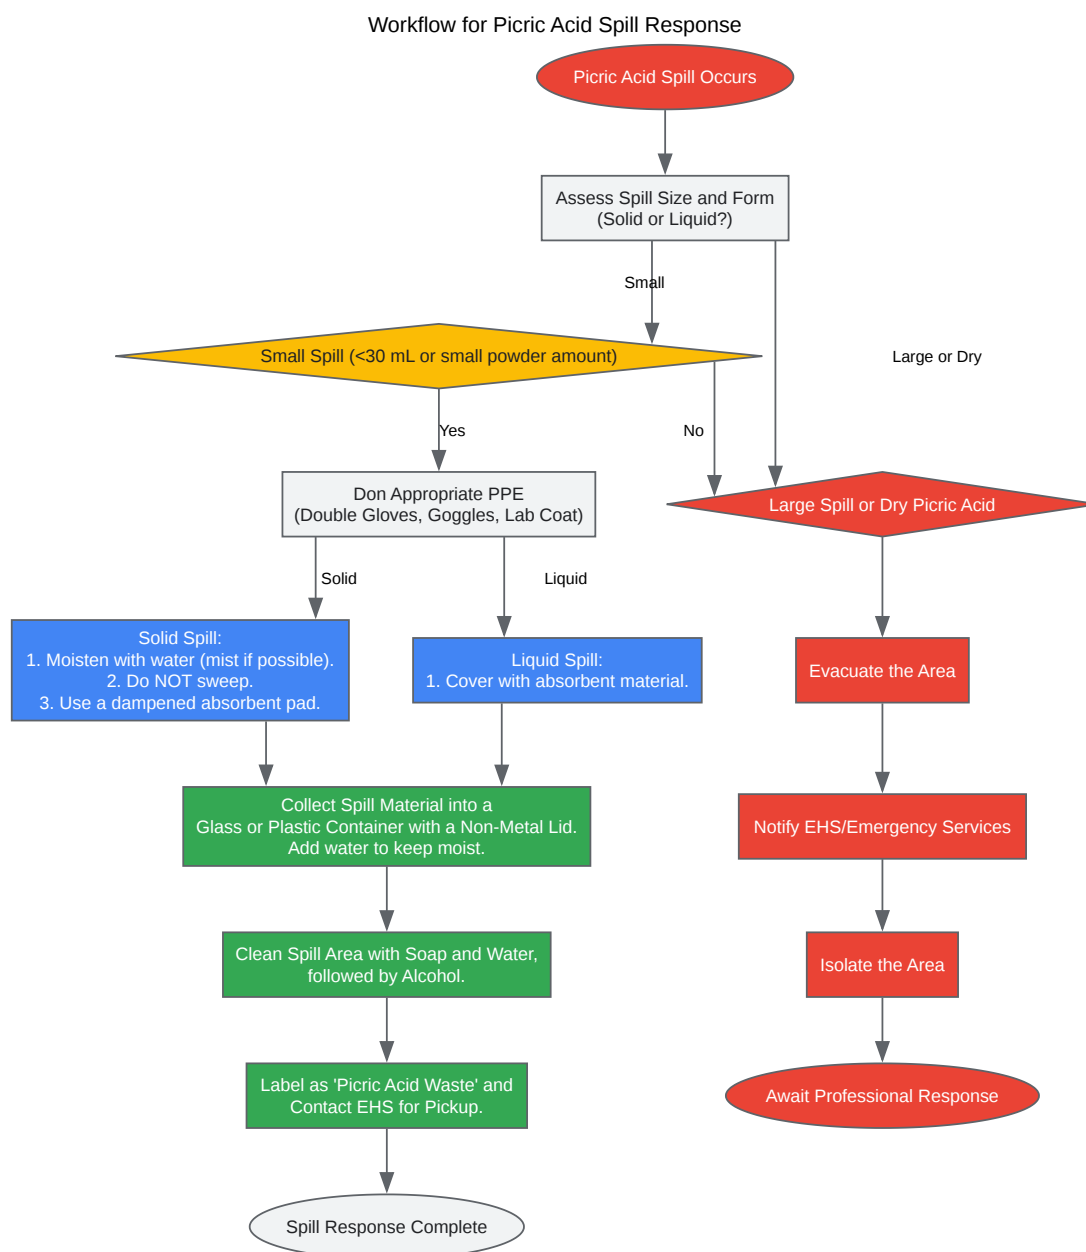 Workflow for Picric Acid Spill Response
Picric Acid Spill Occurs
Assess Spill Size and Form
(Solid or Liquid?)
Small
Small Spill (<30 mL or small powder amount)
Large or Dry
Yes
No
Don Appropriate PPE
(Double Gloves, Goggles, Lab Coat)
Large Spill or Dry Picric Acid
Solid
Liquid
Solid Spill:
1. Moisten with water (mist if possible).
2. Do NOT sweep.
3. Use a dampened absorbent pad.
Liquid Spill:
1. Cover with absorbent material.
Evacuate the Area
Collect Spill Material into a
Glass or Plastic Container with a Non-Metal Lid.
Add water to keep moist.
Notify EHS/Emergency Services
Clean Spill Area with Soap and Water,
followed by Alcohol.
Isolate the Area
Label as 'Picric Acid Waste' and
Contact EHS for Pickup.
Await Professional Response
Spill Response Complete